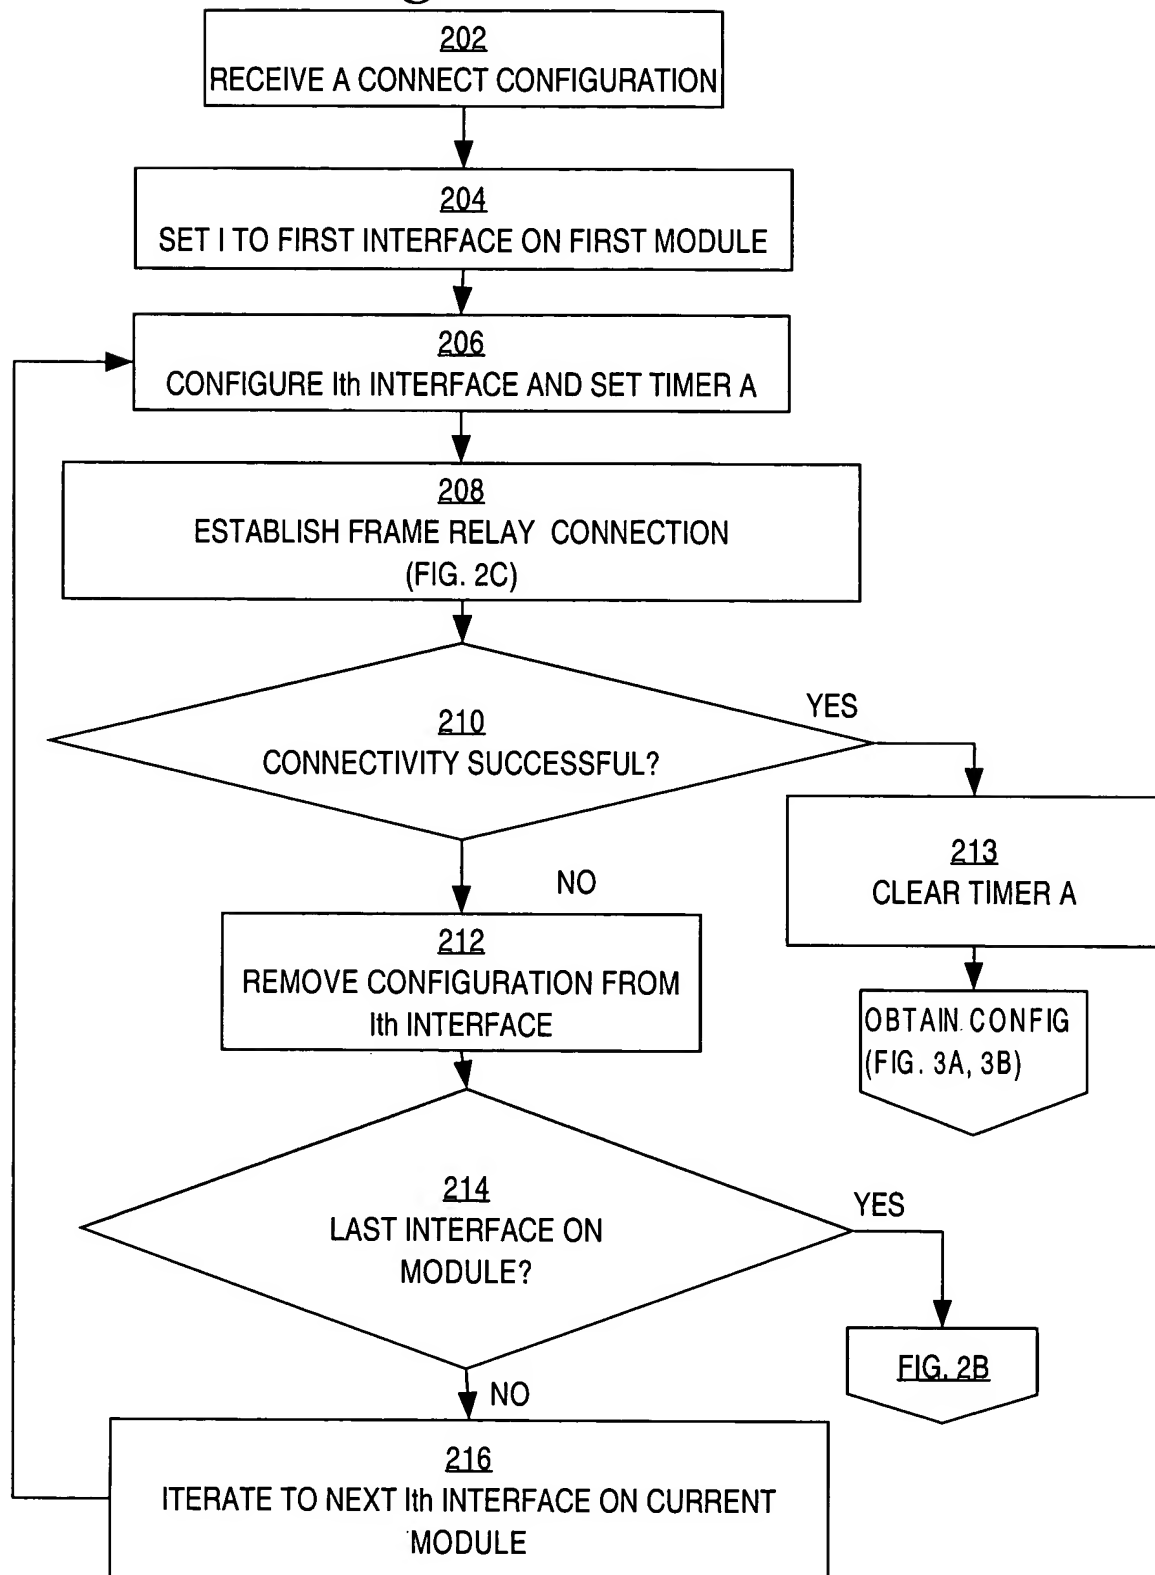 202
RECEIVE A CONNECT CONFIGURATION
204
SET I TO FIRST INTERFACE ON FIRST MODULE
206
CONFIGURE Ith INTERFACE AND SET TIMER A
208
ESTABLISH FRAME RELAY CONNECTION
(FIG. 2C)
210
CONNECTIVITY SUCCESSFUL?
YES
213
CLEAR TIMER A
OBTAIN CONFIG
(FIG. 3A, 3B)
NO
212
REMOVE CONFIGURATION FROM
Ith INTERFACE
214
LAST INTERFACE ON
MODULE?
YES
FIG. 2B
NO
216
ITERATE TO NEXT Ith INTERFACE ON CURRENT
MODULE